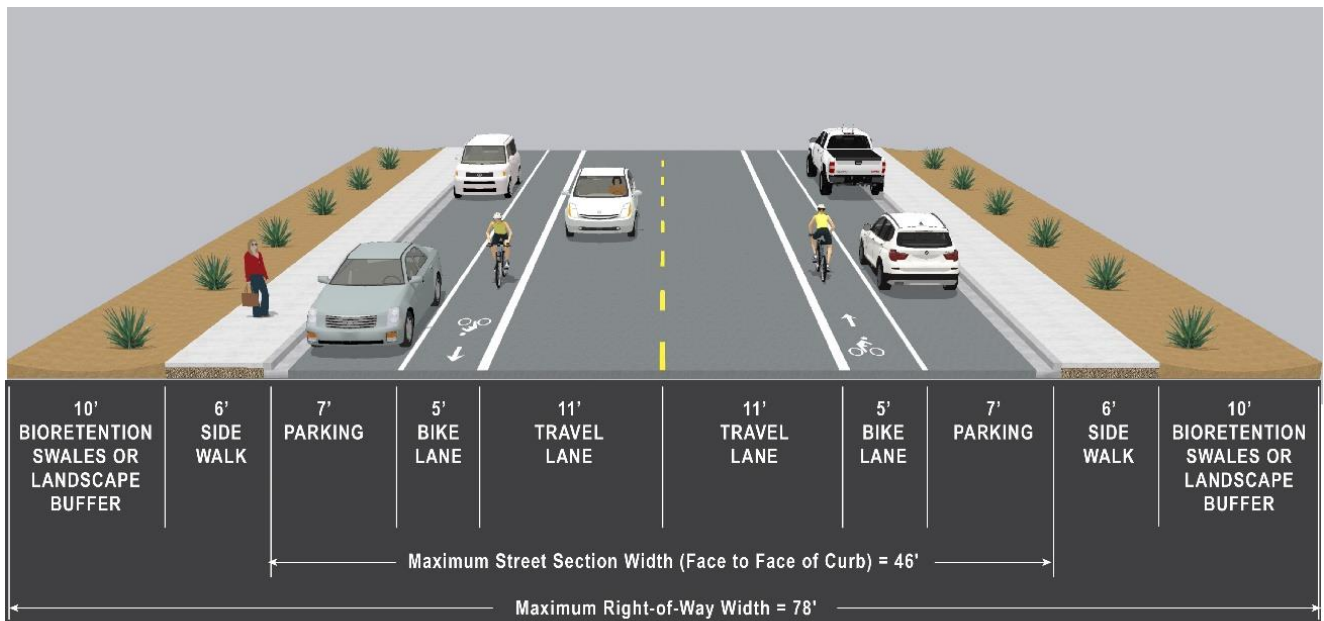 10'
BIORETENTION
SWALES OR
LANDSCAPE
BUFFER
6'
SIDE
WALK
7'
PARKING
5'
BIKE
LANE
11'
TRAVEL
LANE
11'
TRAVEL
LANE
5'
BIKE
LANE
7'
PARKING
6'
SIDE
WALK
10'
BIORETENTION
SWALES OR
LANDSCAPE
BUFFER
Maximum Street Section Width (Face to Face of Curb) = 46'
Maximum Right-of-Way Width = 78'